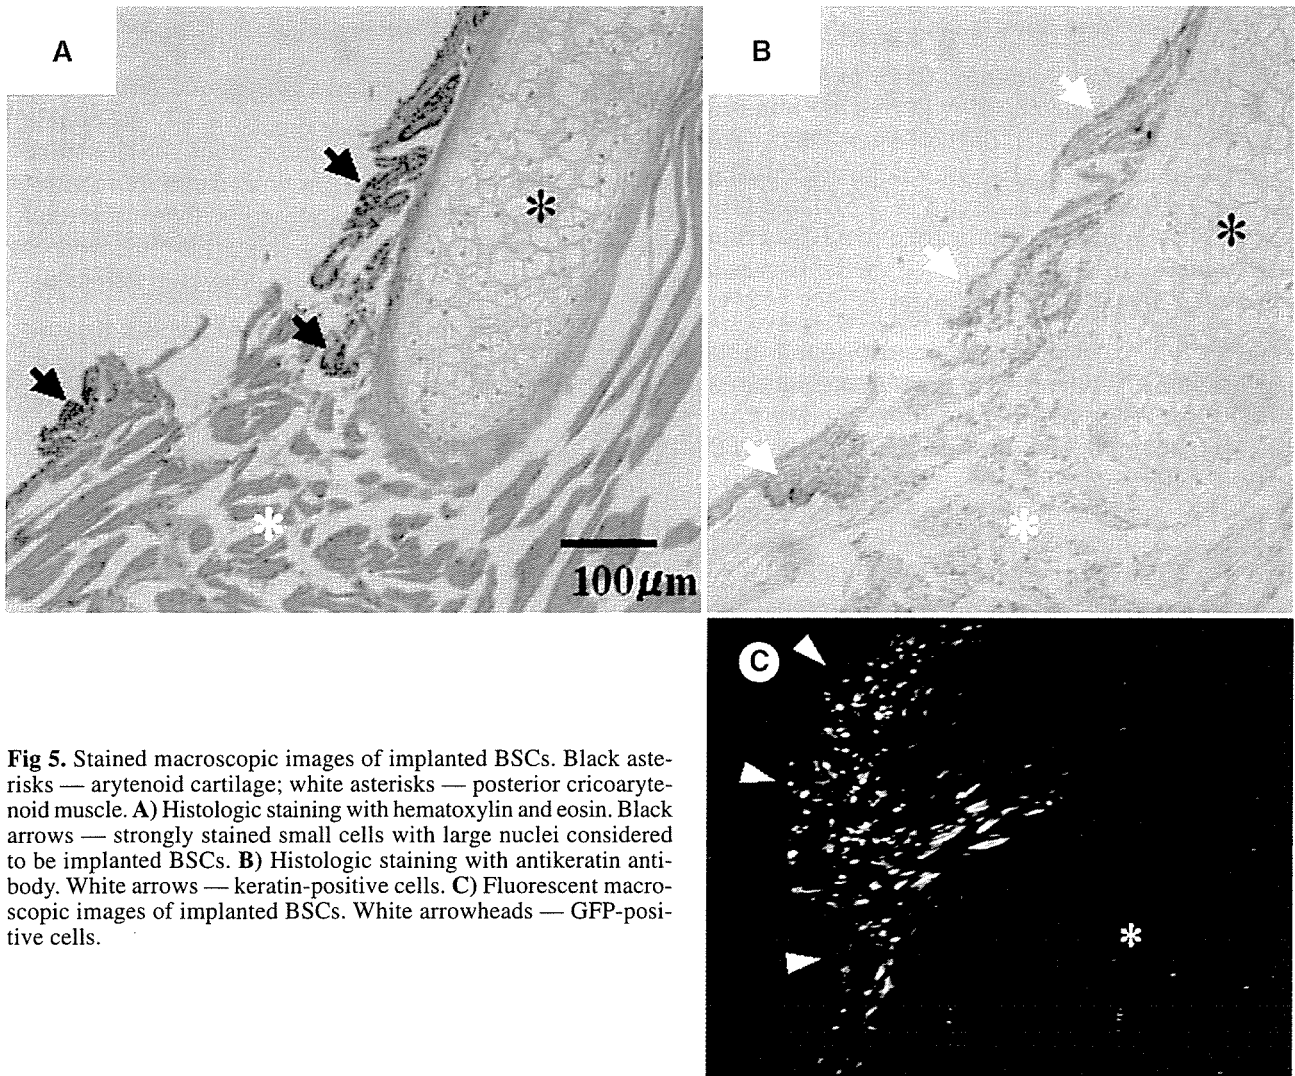 A
B
*
*
*
*
100μm
C
*
Fig 5. Stained macroscopic images of implanted BSCs. Black aste-
risks — arytenoid cartilage; white asterisks — posterior cricoaryte-
noid muscle. A) Histologic staining with hematoxylin and eosin. Black
arrows — strongly stained small cells with large nuclei considered
to be implanted BSCs. B) Histologic staining with antikeratin anti-
body. White arrows — keratin-positive cells. C) Fluorescent macro-
scopic images of implanted BSCs. White arrowheads — GFP-posi-
tive cells.